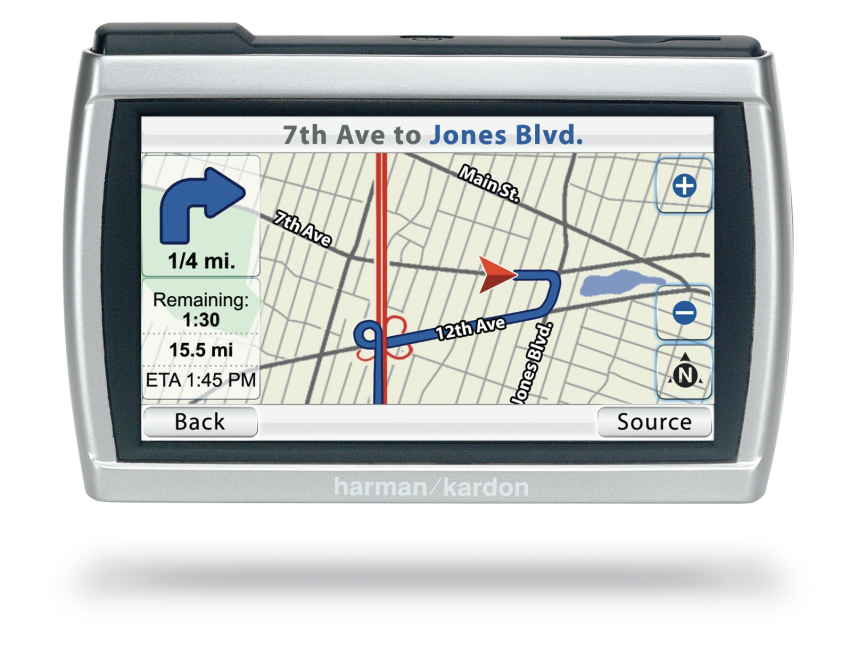 7th Ave to Jones Blvd.
Main St.
7th Ave
1/4 mi.
Remaining:
1:30
12th Ave
Jones Blvd.
15.5 mi
N
ETA 1:45 PM
Back
Source
harman/kardon